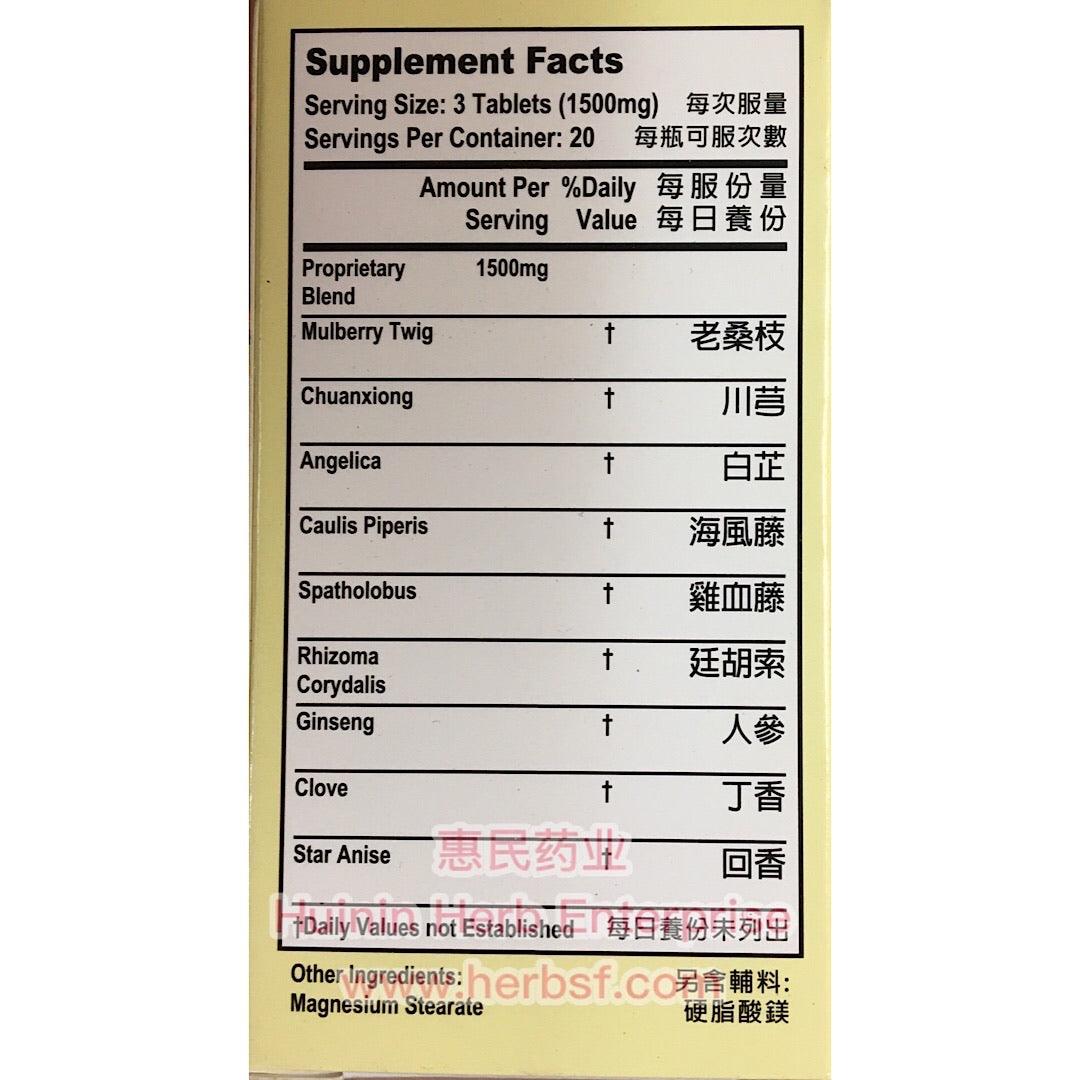 Supplement Facts
Serving Size: 3 Tablets (1500mg) 每次服量
Servings Per Container: 20 每瓶可服次數
Amount Per %Daily 每服份量
Serving Value 每日養份
Proprietary 1500mg
Blend
Mulberry Twig † 老桑枝
Chuanxiong † 川芎
Angelica † 白芷
Caulis Piperis † 海風藤
Spatholobus † 雞血藤
Rhizoma † 廷胡索
Corydalis
Ginseng † 人參
Clove † 丁香
惠民药业
Star Anise † 回香
Huimin Herb Enterprise
†Daily Values not Established 每日養份未列出
Other Ingredients: 另含輔料:
www.herbsf.com
Magnesium Stearate 硬脂酸鎂